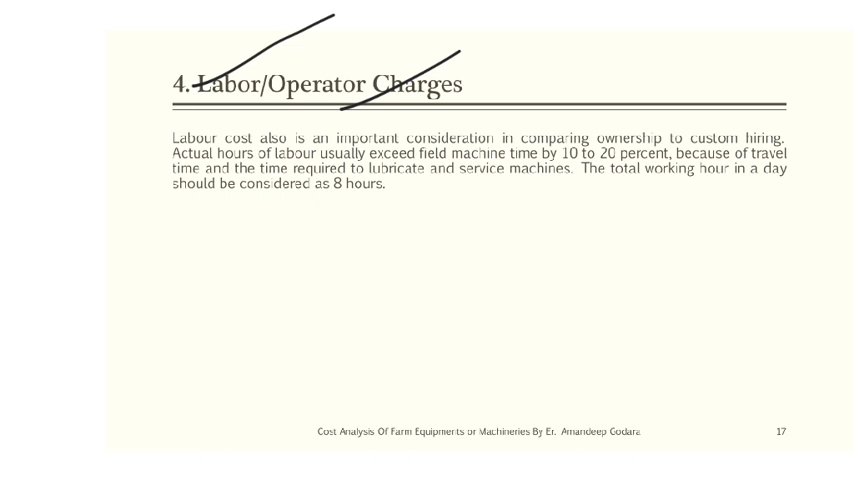 4. Labor/Operator Charges
Labour cost also is an important consideration in comparing ownership to custom hiring.
Actual hours of labour usually exceed field machine time by 10 to 20 percent, because of travel
time and the time required to lubricate and service machines. The total working hour in a day
should be considered as 8 hours.
Cost Analysis Of Farm Equipments or Machineries By Er. Amandeep Godara
17